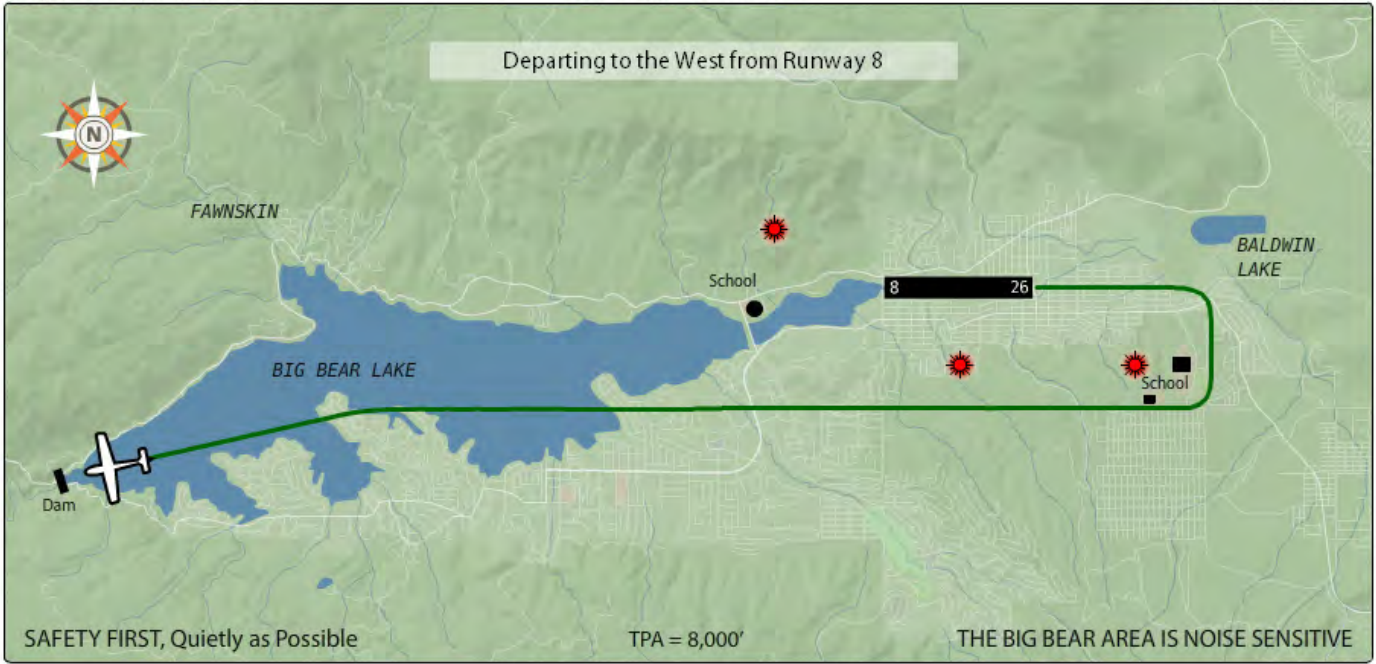 Departing to the West from Runway 8
N
FAWNSKIN
School
8
26
BALDWIN
LAKE
BIG BEAR LAKE
School
Dam
SAFETY FIRST, Quietly as Possible
TPA = 8,000’
THE BIG BEAR AREA IS NOISE SENSITIVE